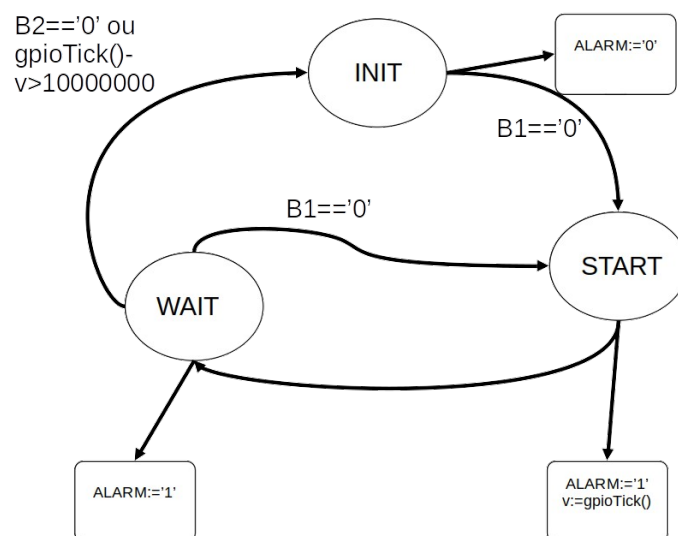 B2=='0' ou
gpioTick()-
v>10000000
INIT
ALARM:=’0’
B1==’0’
B1==’0’
START
WAIT
ALARM:=’1’
ALARM:=’1’
v:=gpioTick()